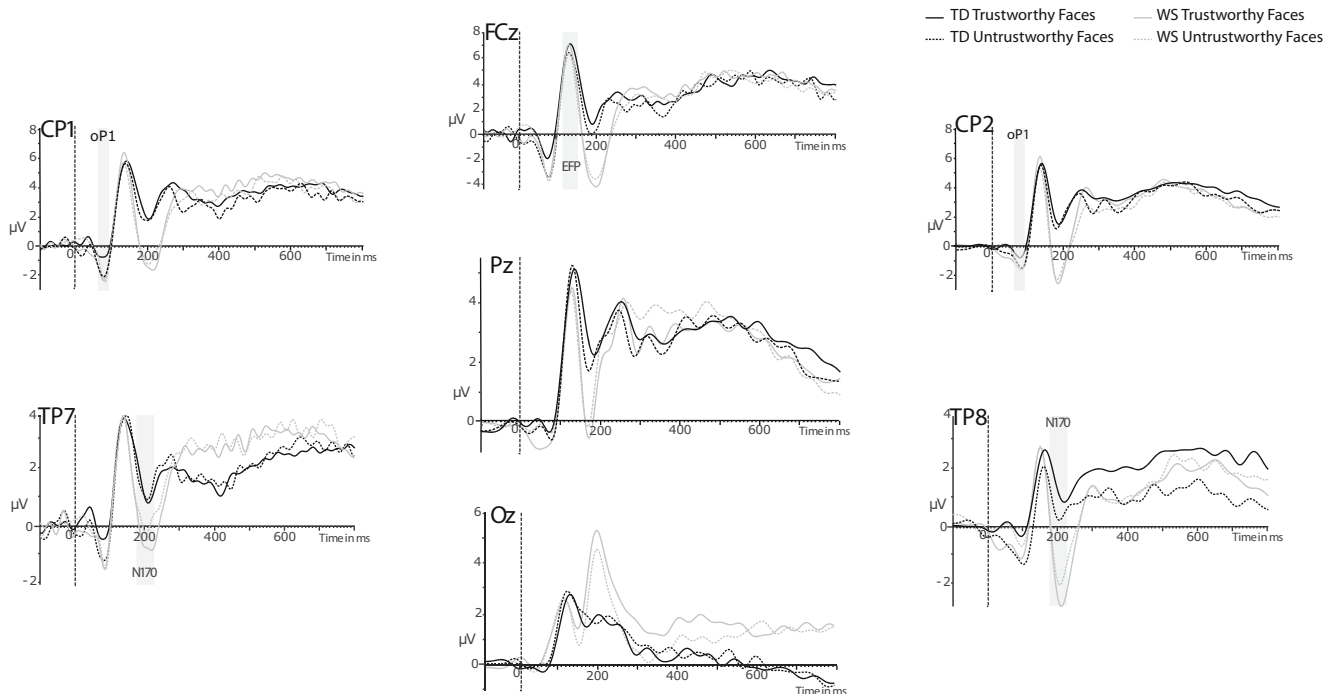 TD Trustworthy Faces
WS Trustworthy Faces
TD Untrustworthy Faces
WS Untrustworthy Faces
FCz
8
6
4
2
0
-2
-4
µV
0
200
400
600
Time in ms
EFP
CP1
oP1
8
6
4
2
0
-2
µV
0
200
400
600
Time in ms
CP2
oP1
8
6
4
2
0
-2
µV
0
200
400
600
Time in ms
Pz
4
2
0
µV
0
200
400
600
Time in ms
TP7
4
2
0
-2
µV
0
200
400
600
Time in ms
N170
TP8
N170
4
2
0
-2
µV
0
200
400
600
Time in ms
Oz
6
4
2
0
µV
0
200
400
600
Time in ms